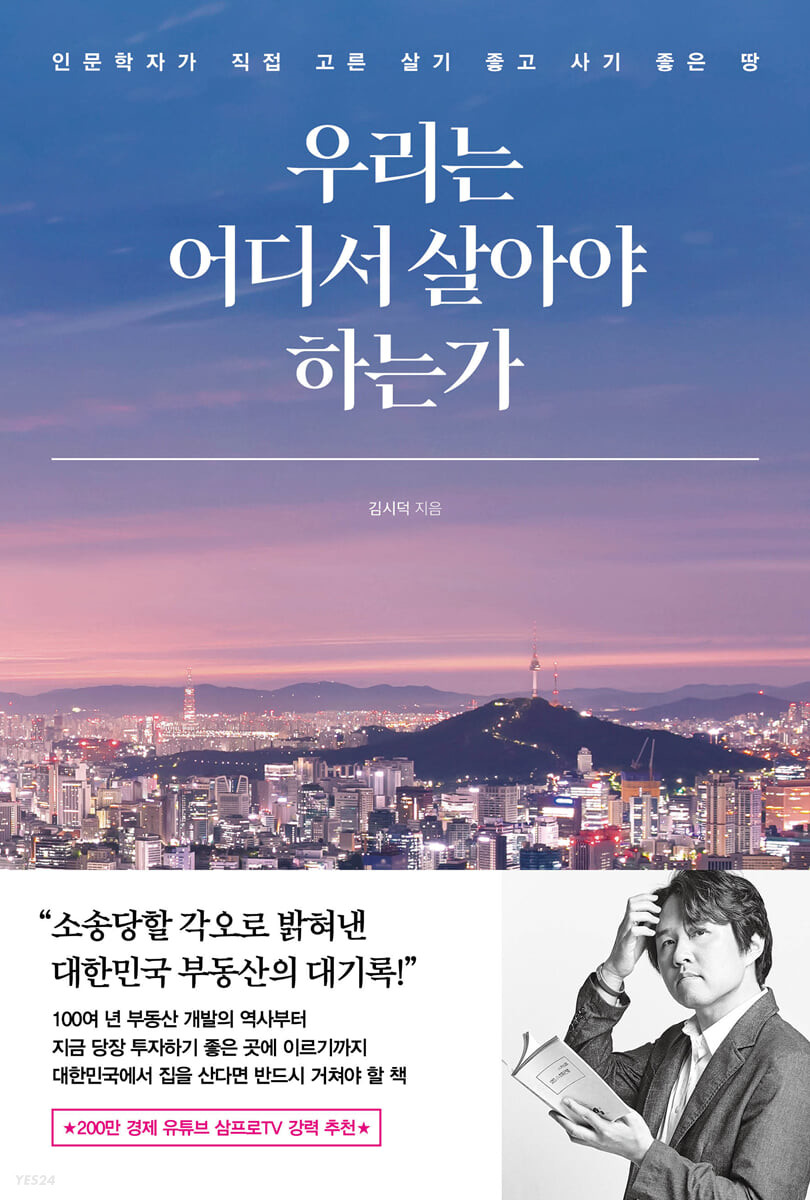 인문학자가 직접 고른 살기 좋고 사기 좋은 땅
우리는
어디서 살아야
하는가
김시덕 지음
“소송당할 각오로 밝혀낸
대한민국 부동산의 대기록!”
100여 년 부동산 개발의 역사부터
지금 당장 투자하기 좋은 곳에 이르기까지
대한민국에서 집을 산다면 반드시 거쳐야 할 책
★200만 경제 유튜브 삼프로TV 강력 추천★
YES24